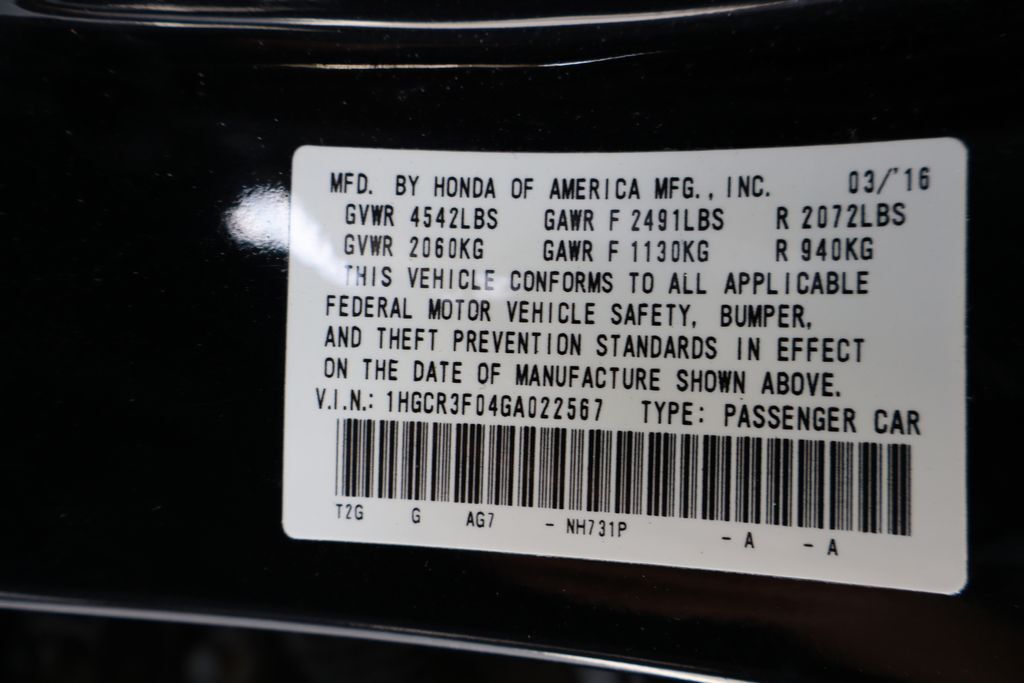 MFD. BY HONDA OF AMERICA MFG., INC. 03/'16
GVWR 4542LBS GAWR F 2491LBS R 2072LBS
GVWR 2060KG GAWR F 1130KG R 940KG
THIS VEHICLE CONFORMS TO ALL APPLICABLE
FEDERAL MOTOR VEHICLE SAFETY, BUMPER,
AND THEFT PREVENTION STANDARDS IN EFFECT
ON THE DATE OF MANUFACTURE SHOWN ABOVE.
V.I.N.: 1HGCR3F04GA022567 TYPE: PASSENGER CAR
T2G G AG7 - NH731P - A - A